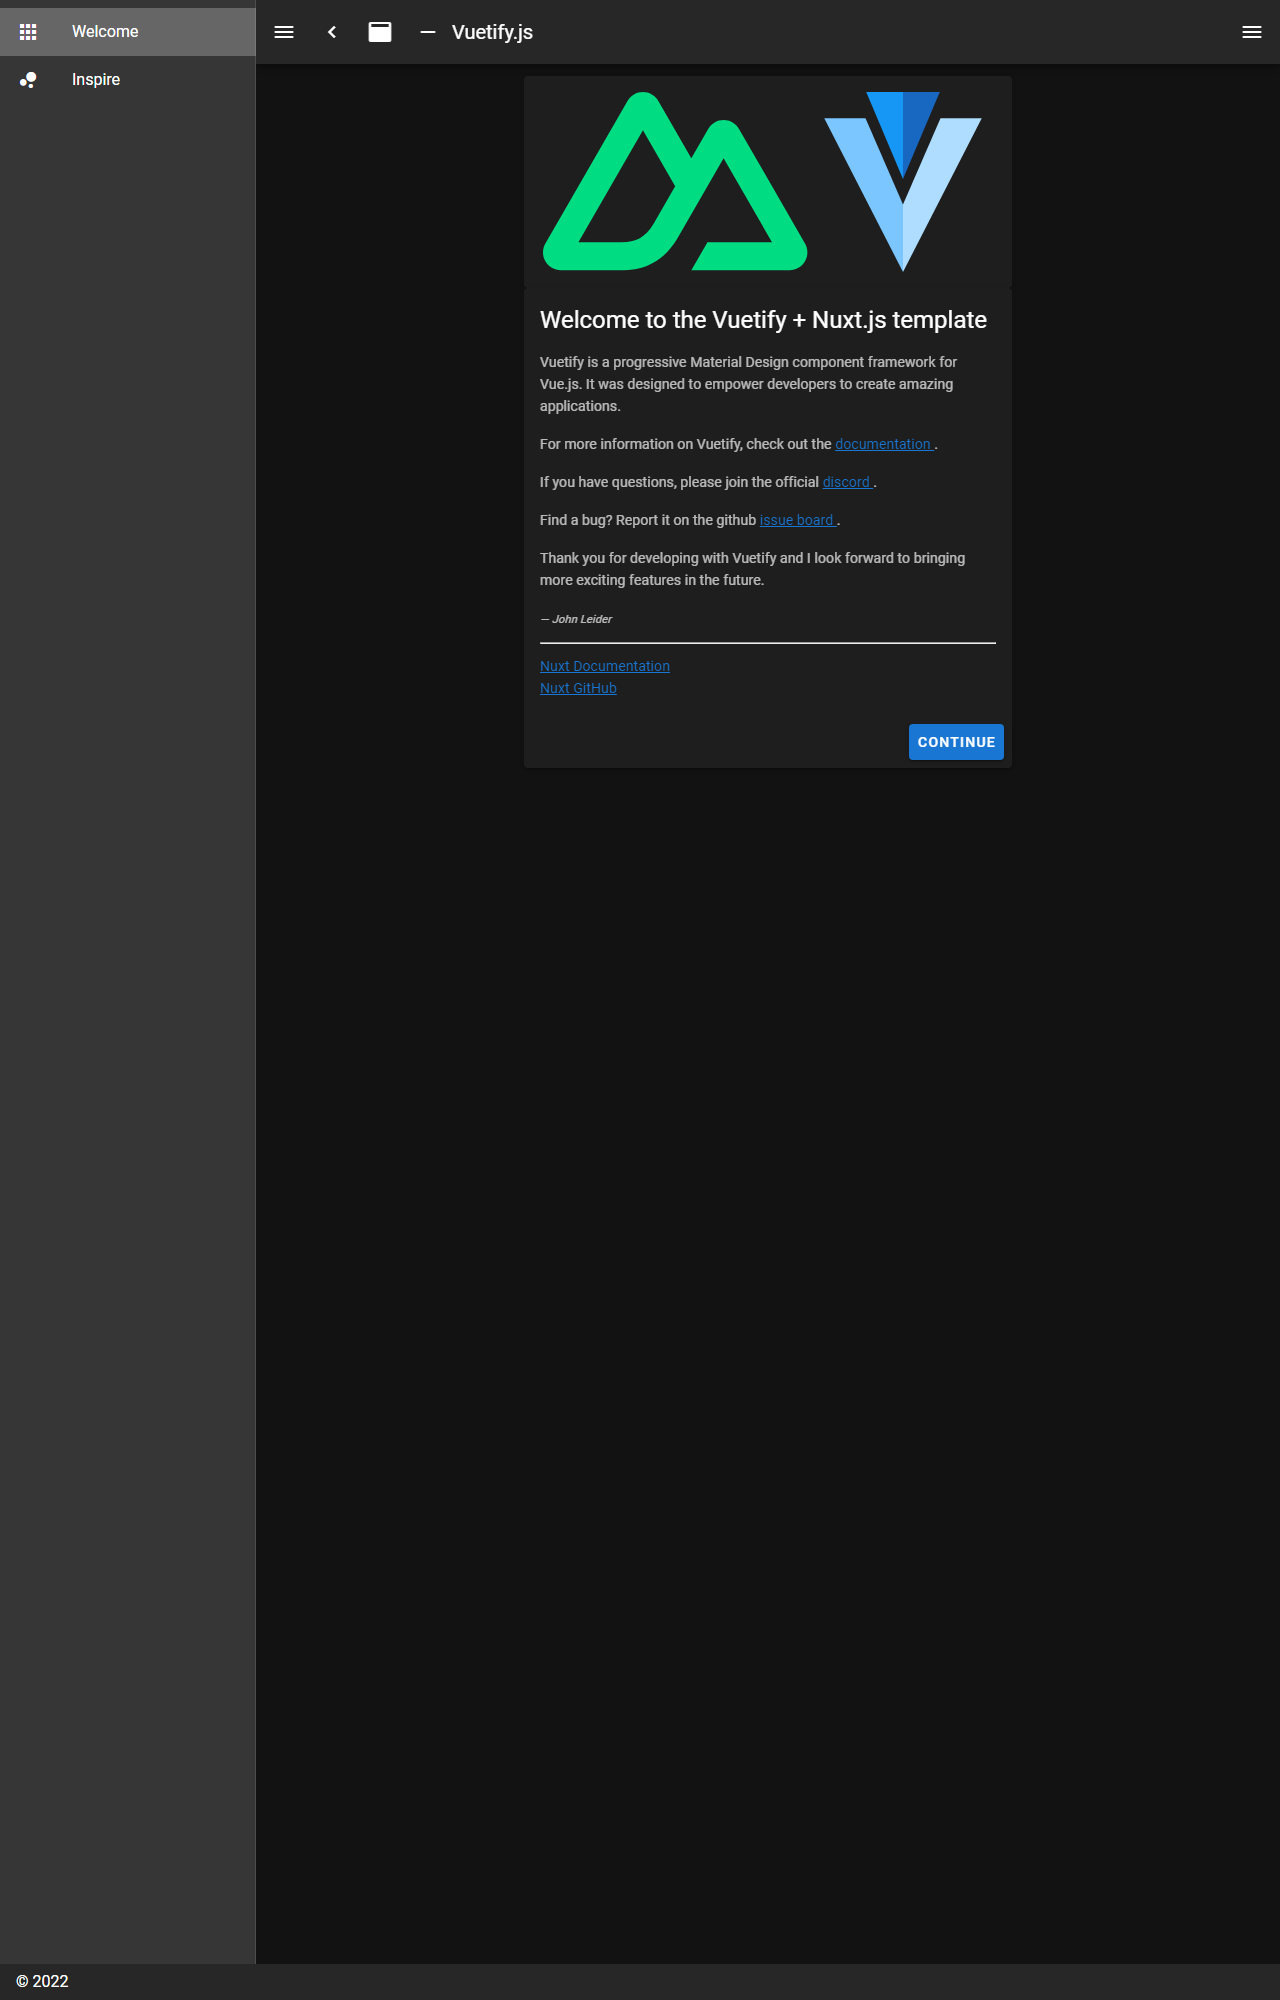 Welcome
Inspire
Vuetify.js
Welcome to the Vuetify + Nuxt.js template
Vuetify is a progressive Material Design component framework for
Vue.js. It was designed to empower developers to create amazing
applications.
For more information on Vuetify, check out the documentation .
If you have questions, please join the official discord .
Find a bug? Report it on the github issue board .
Thank you for developing with Vuetify and I look forward to bringing
more exciting features in the future.
— John Leider
Nuxt Documentation
Nuxt GitHub
CONTINUE
© 2022